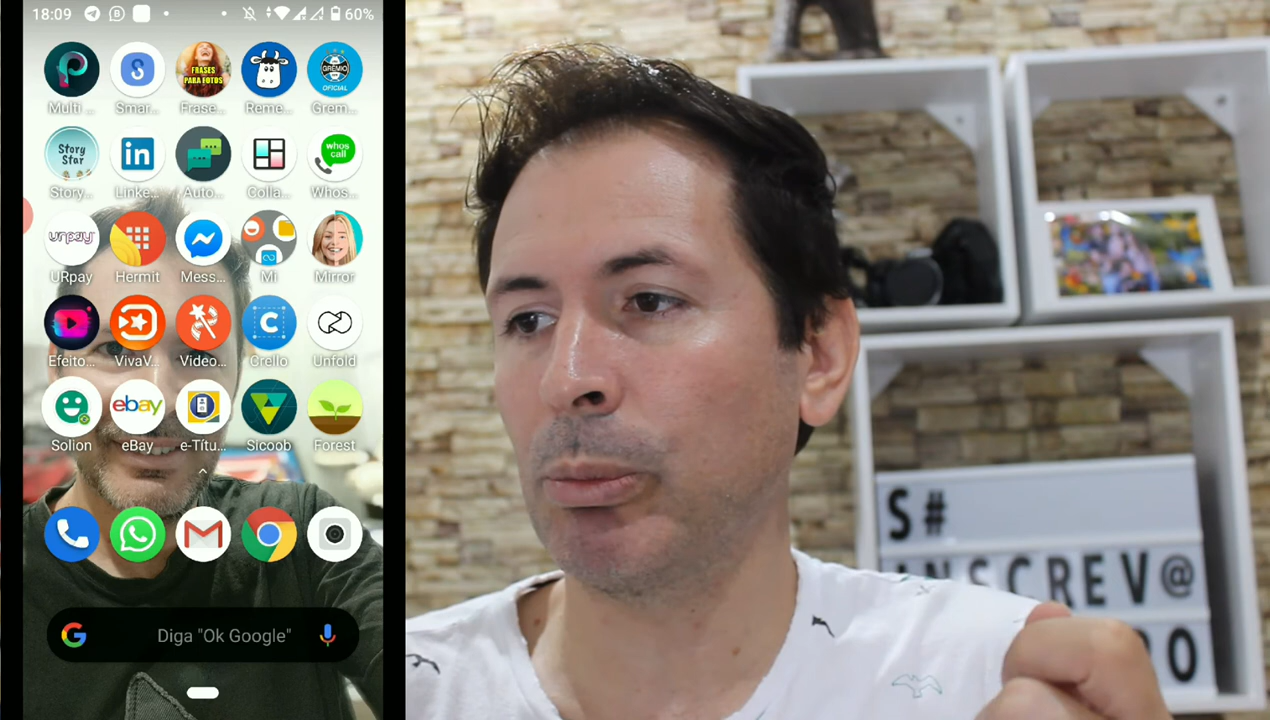 18:09
60%
FRASES
PARA FOTOS
GRÊMIO
OFICIAL
Multi ...
Smar...
Frase...
Reme...
Grem...
Story
Star
in
whos
call
Story...
Linke...
Auto...
Colla...
Whos...
urpay
URpay
Hermit
Mess...
Mi
Mirror
C
Efeito...
VivaV...
Video...
Crello
Unfold
ebay
Solion
eBay
e-Títu...
Sicoob
Forest
G
Diga "Ok Google"
S#
INSCREV@
O